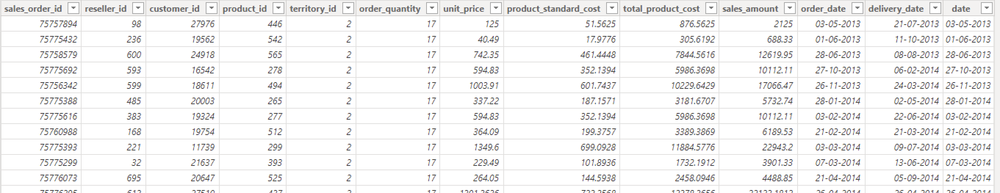 sales_order_id reseller_id customer_id product_id territory_id order_quantity unit_price product_standard_cost total_product_cost sales_amount order_date delivery_date date
75757894 98 27976 446 2 17 125 51.5625 876.5625 2125 03-05-2013 21-07-2013 03-05-2013
75775432 236 19562 542 2 17 40.49 17.9776 305.6192 688.33 01-06-2013 11-10-2013 01-06-2013
75758579 600 24918 565 2 17 742.35 461.4448 7844.5616 12619.95 28-06-2013 08-08-2013 28-06-2013
75775692 593 16542 278 2 17 594.83 352.1394 5986.3698 10112.11 27-10-2013 06-02-2014 27-10-2013
75756342 599 18611 494 2 17 1003.91 601.7437 10229.6429 17066.47 26-11-2013 24-03-2014 26-11-2013
75775388 485 20003 265 2 17 337.22 187.1571 3181.6707 5732.74 28-01-2014 02-05-2014 28-01-2014
75775616 383 19324 277 2 17 594.83 352.1394 5986.3698 10112.11 03-02-2014 22-06-2014 03-02-2014
75760988 168 19754 512 2 17 364.09 199.3757 3389.3869 6189.53 21-02-2014 21-03-2014 21-02-2014
75775393 221 11739 299 2 17 1349.6 699.0928 11884.5776 22943.2 03-03-2014 09-07-2014 03-03-2014
75775299 32 21637 393 2 17 229.49 101.8936 1732.1912 3901.33 07-03-2014 13-06-2014 07-03-2014
75776073 695 20647 525 2 17 264.05 144.5938 2458.0946 4488.85 21-04-2014 05-09-2014 21-04-2014